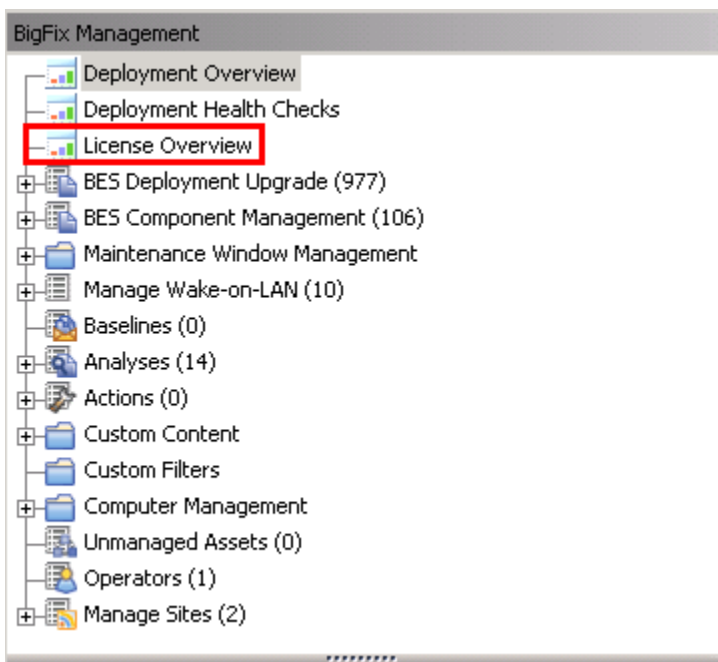 BigFix Management
Deployment Overview
Deployment Health Checks
License Overview
BES Deployment Upgrade (977)
BES Component Management (106)
Maintenance Window Management
Manage Wake-on-LAN (10)
Baselines (0)
Analyses (14)
Actions (0)
Custom Content
Custom Filters
Computer Management
Unmanaged Assets (0)
Operators (1)
Manage Sites (2)